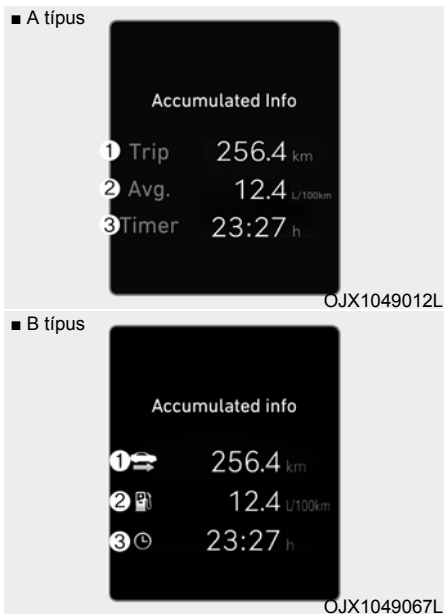 ■ A típus
Accumulated Info
1 Trip 256.4 km
2 Avg. 12.4 L/100km
3 Timer 23:27 h
OJX1049012L
■ B típus
Accumulated info
1 256.4 km
2 12.4 L/100km
3 23:27 h
OJX1049067L